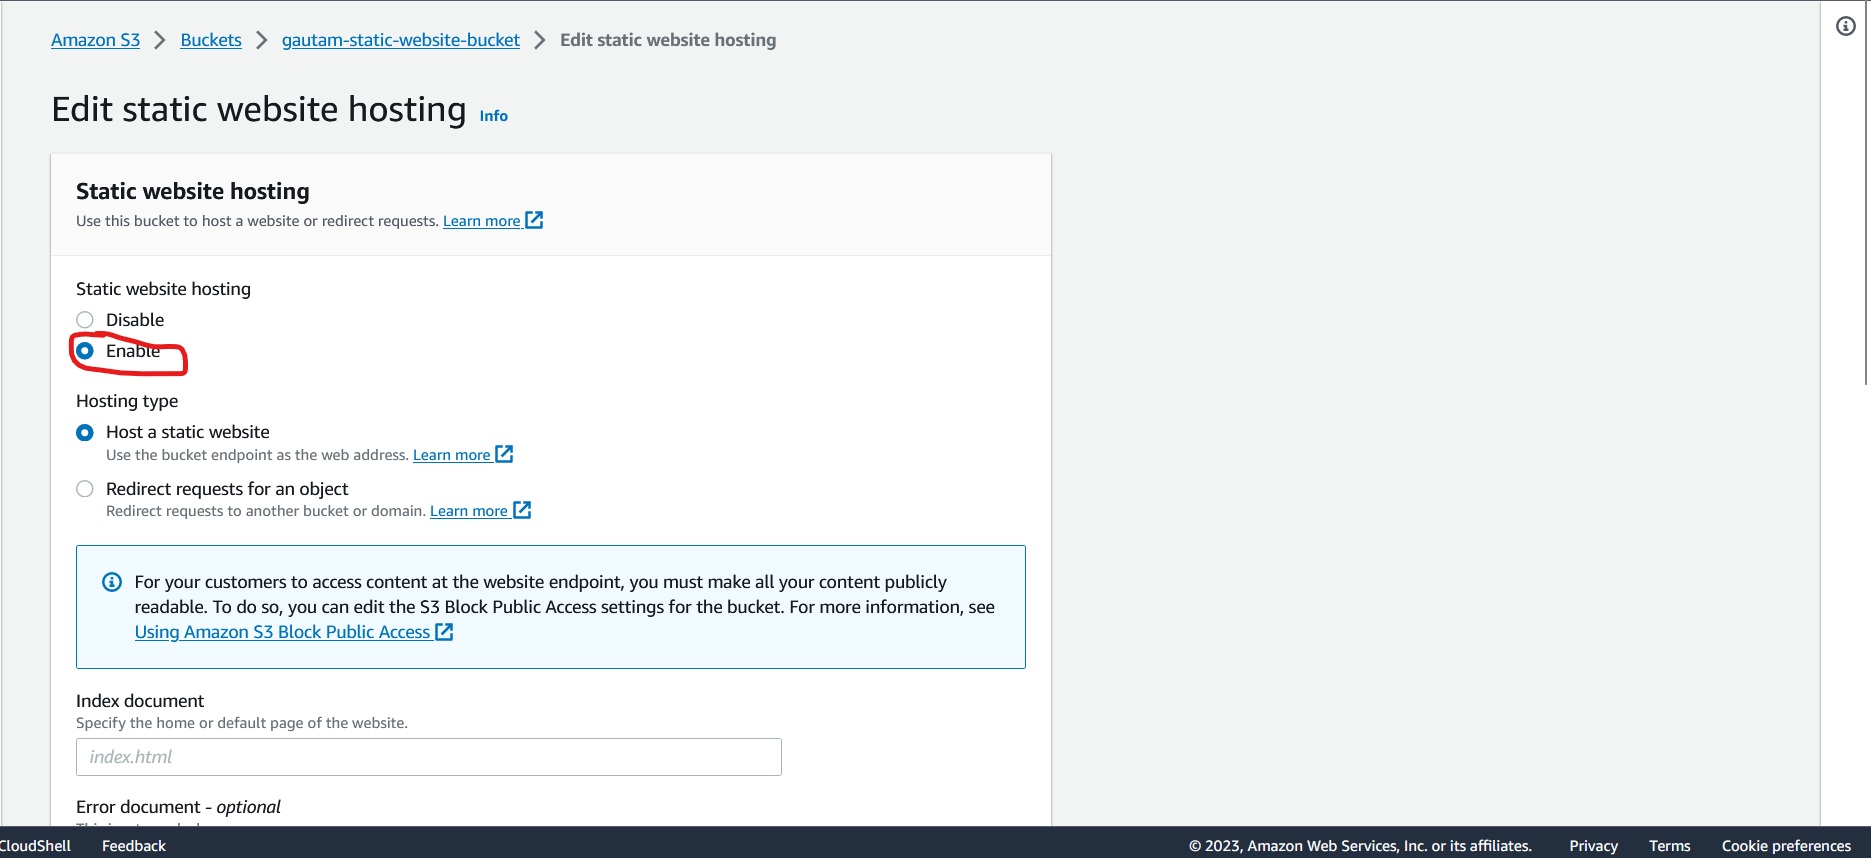 Amazon S3 > Buckets > gautam-static-website-bucket > Edit static website hosting
Edit static website hosting Info
Static website hosting
Use this bucket to host a website or redirect requests. Learn more
Static website hosting
Disable
Enable
Hosting type
Host a static website
Use the bucket endpoint as the web address. Learn more
Redirect requests for an object
Redirect requests to another bucket or domain. Learn more
For your customers to access content at the website endpoint, you must make all your content publicly
readable. To do so, you can edit the S3 Block Public Access settings for the bucket. For more information, see
Using Amazon S3 Block Public Access
Index document
Specify the home or default page of the website.
index.html
Error document - optional
CloudShell Feedback © 2023, Amazon Web Services, Inc. or its affiliates. Privacy Terms Cookie preferences